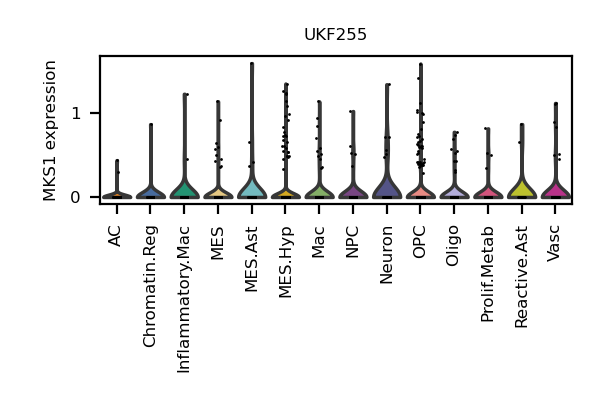 UKF255
MKS1 expression
1
0
AC
Chromatin.Reg
Inflammatory.Mac
MES
MES.Ast
MES.Hyp
Mac
NPC
Neuron
OPC
Oligo
Prolif.Metab
Reactive.Ast
Vasc